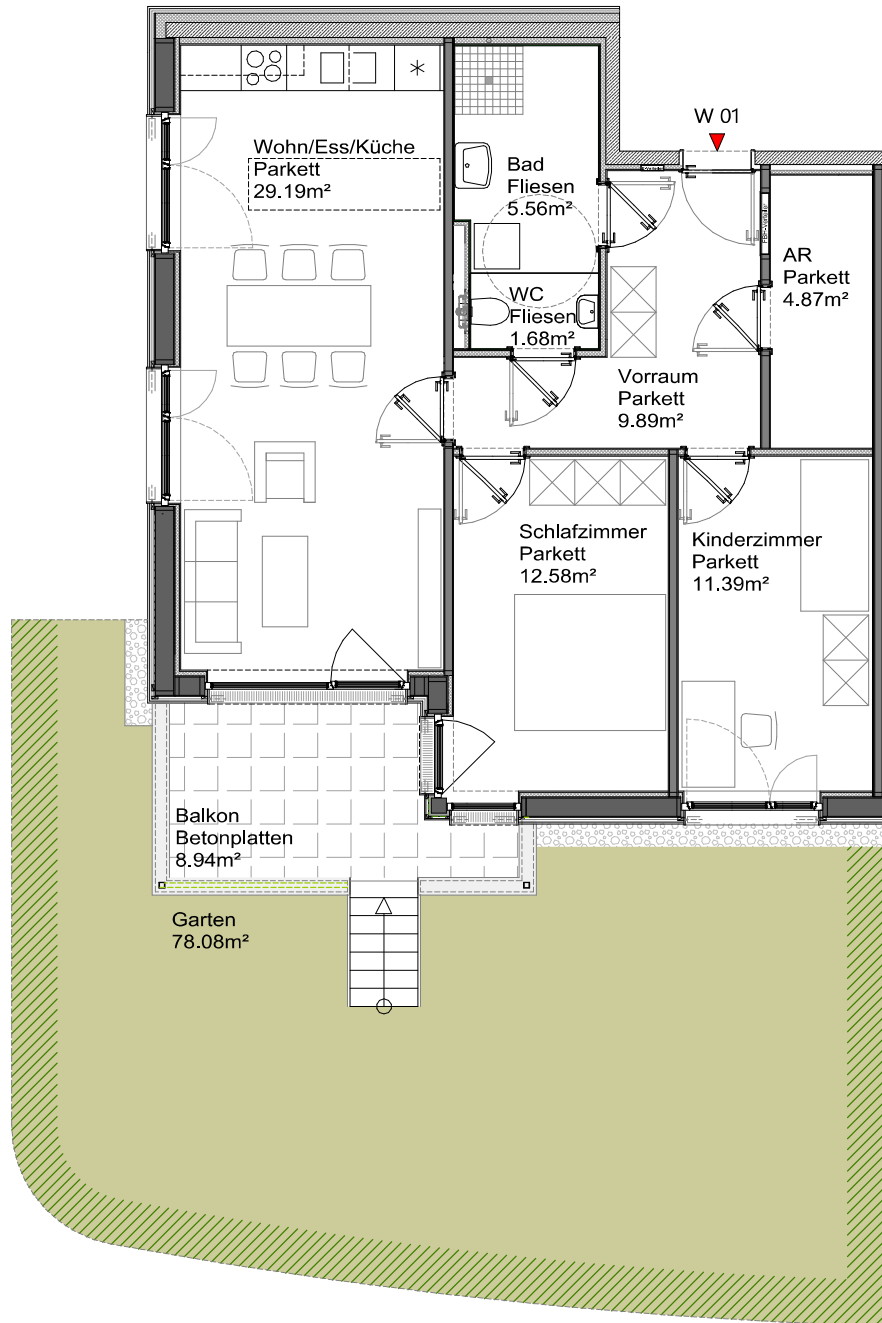 W 01
Wohn/Ess/Küche
Parkett
29.19m²
Bad
Fliesen
5.56m²
WC
Fliesen
1.68m²
FBH-Verteiler
AR
Parkett
4.87m²
Vorraum
Parkett
9.89m²
Schlafzimmer
Parkett
12.58m²
Kinderzimmer
Parkett
11.39m²
Balkon
Betonplatten
8.94m²
Garten
78.08m²